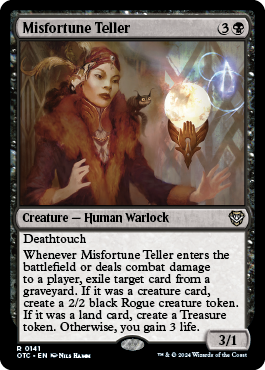 Misfortune Teller 3
Creature — Human Warlock
Deathtouch
Whenever Misfortune Teller enters the
battlefield or deals combat damage
to a player, exile target card from a
graveyard. If it was a creature card,
create a 2/2 black Rogue creature token.
If it was a land card, create a Treasure
token. Otherwise, you gain 3 life.
3/1
R 0141
OTC • EN Nils Hamm
™ & © 2024 Wizards of the Coast